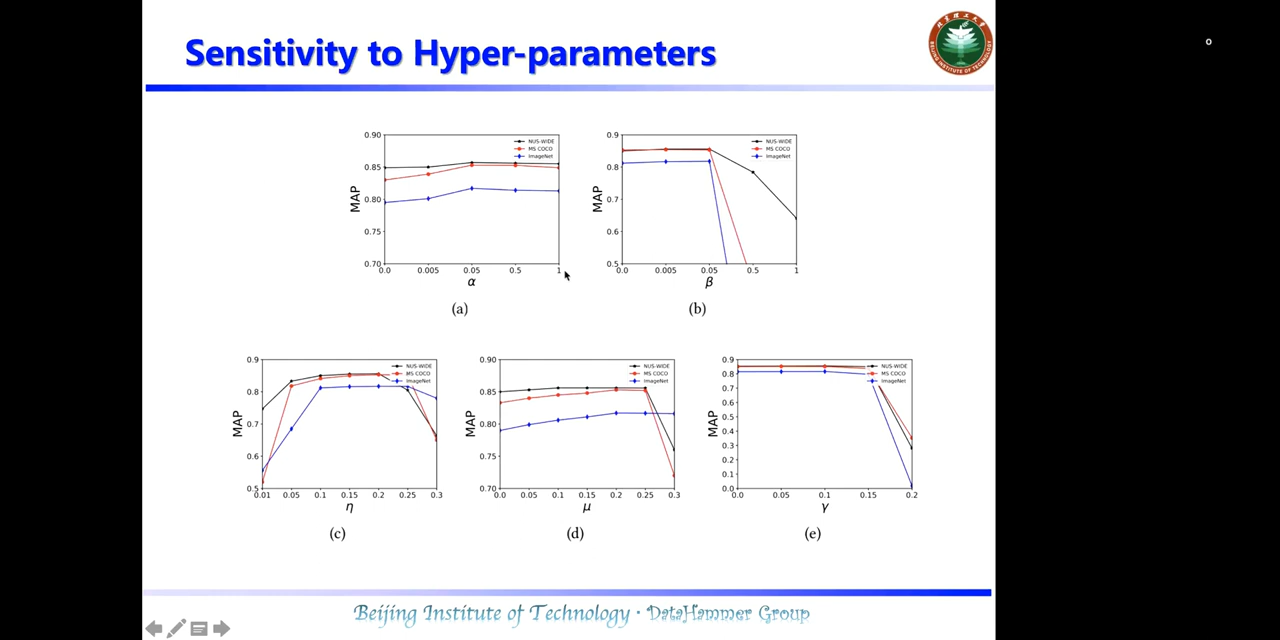 Sensitivity to Hyper-parameters
BEIJING INSTITUTE OF TECHNOLOGY
0.90
0.85
0.80
0.75
0.70
MAP
NUS-WIDE
MS COCO
ImageNet
0.0 0.005 0.05 0.5 1
α
(a)
0.9
0.8
0.7
0.6
0.5
MAP
NUS-WIDE
MS COCO
ImageNet
0.0 0.005 0.05 0.5 1
β
(b)
0.9
0.8
0.7
0.6
0.5
MAP
NUS-WIDE
MS COCO
ImageNet
0.01 0.05 0.1 0.15 0.2 0.25 0.3
η
(c)
0.90
0.85
0.80
0.75
0.70
MAP
NUS-WIDE
MS COCO
ImageNet
0.0 0.05 0.1 0.15 0.2 0.25 0.3
μ
(d)
0.9
0.8
0.7
0.6
0.5
0.4
0.3
0.2
0.1
0.0
MAP
NUS-WIDE
MS COCO
ImageNet
0.0 0.05 0.1 0.15 0.2
γ
(e)
Beijing Institute of Technology · DataHammer Group